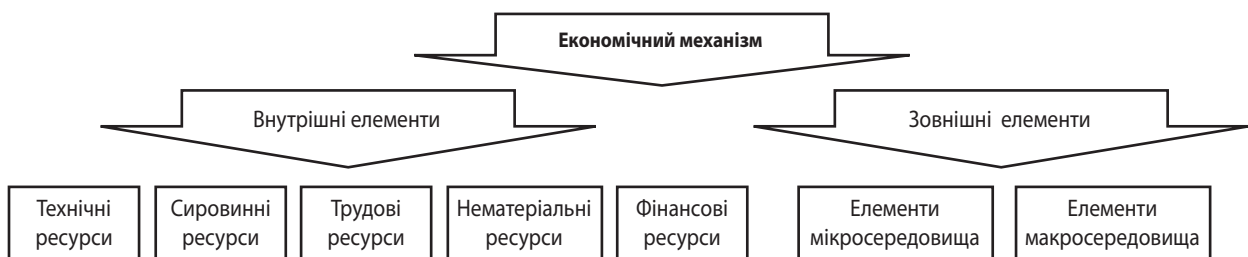 Економічний механізм
Внутрішні елементи
Зовнішні елементи
Технічні
ресурси
Сировинні
ресурси
Трудові
ресурси
Нематеріальні
ресурси
Фінансові
ресурси
Елементи
мікросередовища
Елементи
макросередовища